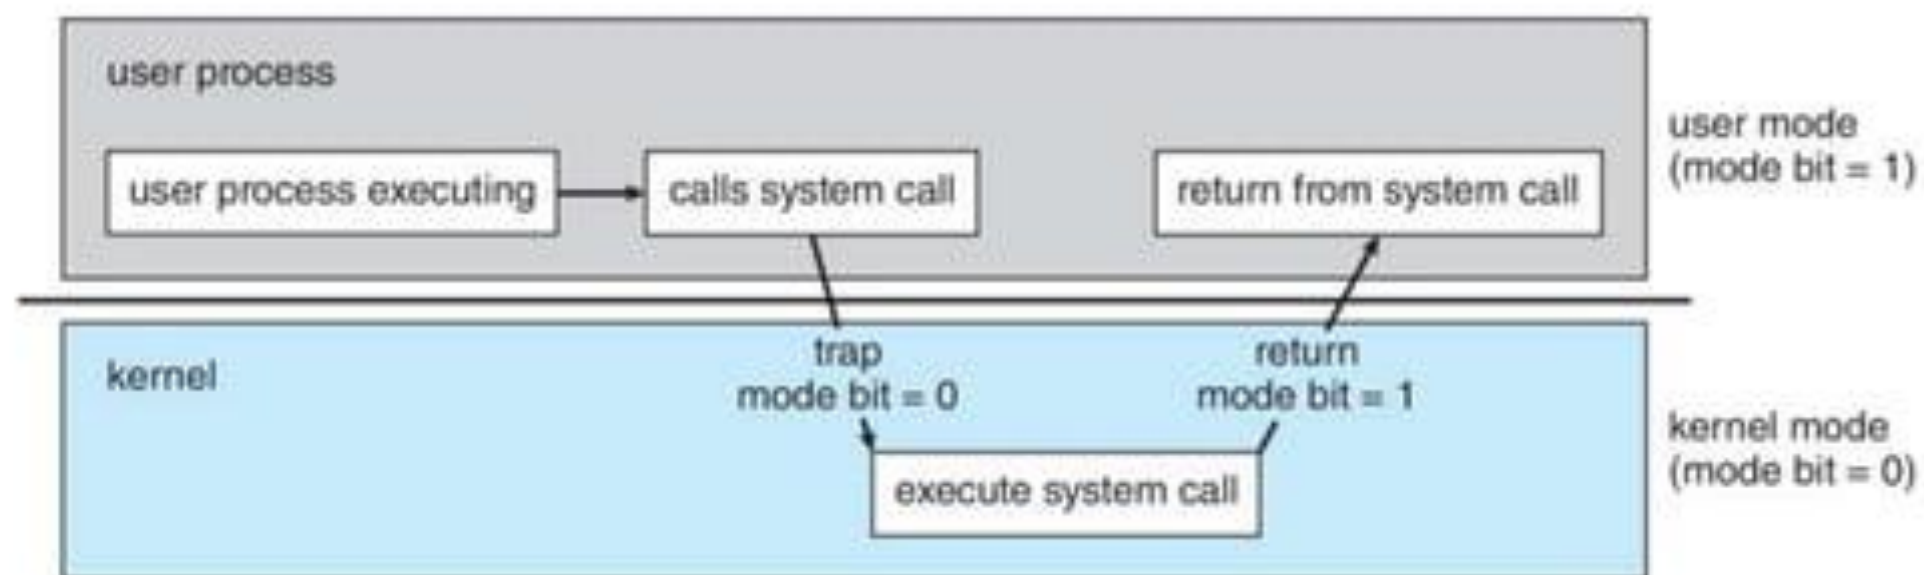 user process
user process executing
calls system call
return from system call
user mode
(mode bit = 1)
kernel
trap
mode bit = 0
return
mode bit = 1
execute system call
kernel mode
(mode bit = 0)